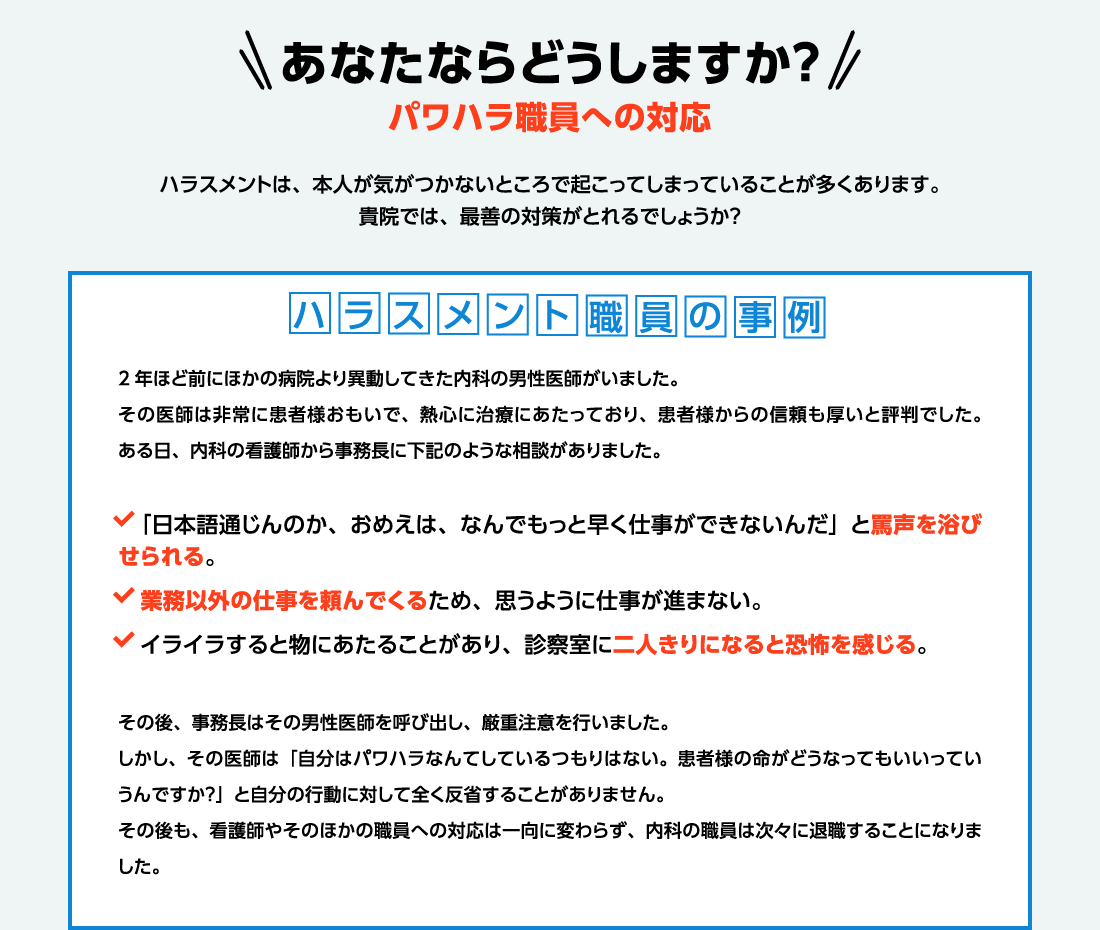 あなたならどうしますか?
パワハラ職員への対応
ハラスメントは、本人が気がつかないところで起こってしまっていることが多くあります。
貴院では、最善の対策がとれるでしょうか?
ハラスメント職員の事例
2年ほど前にほかの病院より異動してきた内科の男性医師がいました。
その医師は非常に患者様おもいで、熱心に治療にあたっており、患者様からの信頼も厚いと評判でした。
ある日、内科の看護師から事務長に下記のような相談がありました。
「日本語通じんのか、おめえは、なんでもっと早く仕事ができないんだ」と罵声を浴び
せられる。
業務以外の仕事を頼んでくるため、思うように仕事が進まない。
イライラすると物にあたることがあり、診察室に二人きりになると恐怖を感じる。
その後、事務長はその男性医師を呼び出し、厳重注意を行いました。
しかし、その医師は「自分はパワハラなんてしているつもりはない。患者様の命がどうなってもいいってい
うんですか?」と自分の行動に対して全く反省することがありません。
その後も、看護師やそのほかの職員への対応は一向に変わらず、内科の職員は次々に退職することになりま
した。